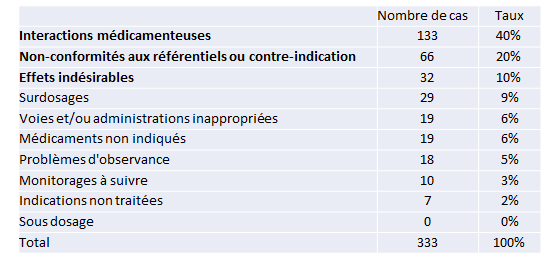 Nombre de cas Taux
Interactions médicamenteuses 133 40%
Non-conformités aux référentiels ou contre-indication 66 20%
Effets indésirables 32 10%
Surdosages 29 9%
Voies et/ou administrations inappropriées 19 6%
Médicaments non indiqués 19 6%
Problèmes d'observance 18 5%
Monitorages à suivre 10 3%
Indications non traitées 7 2%
Sous dosage 0 0%
Total 333 100%